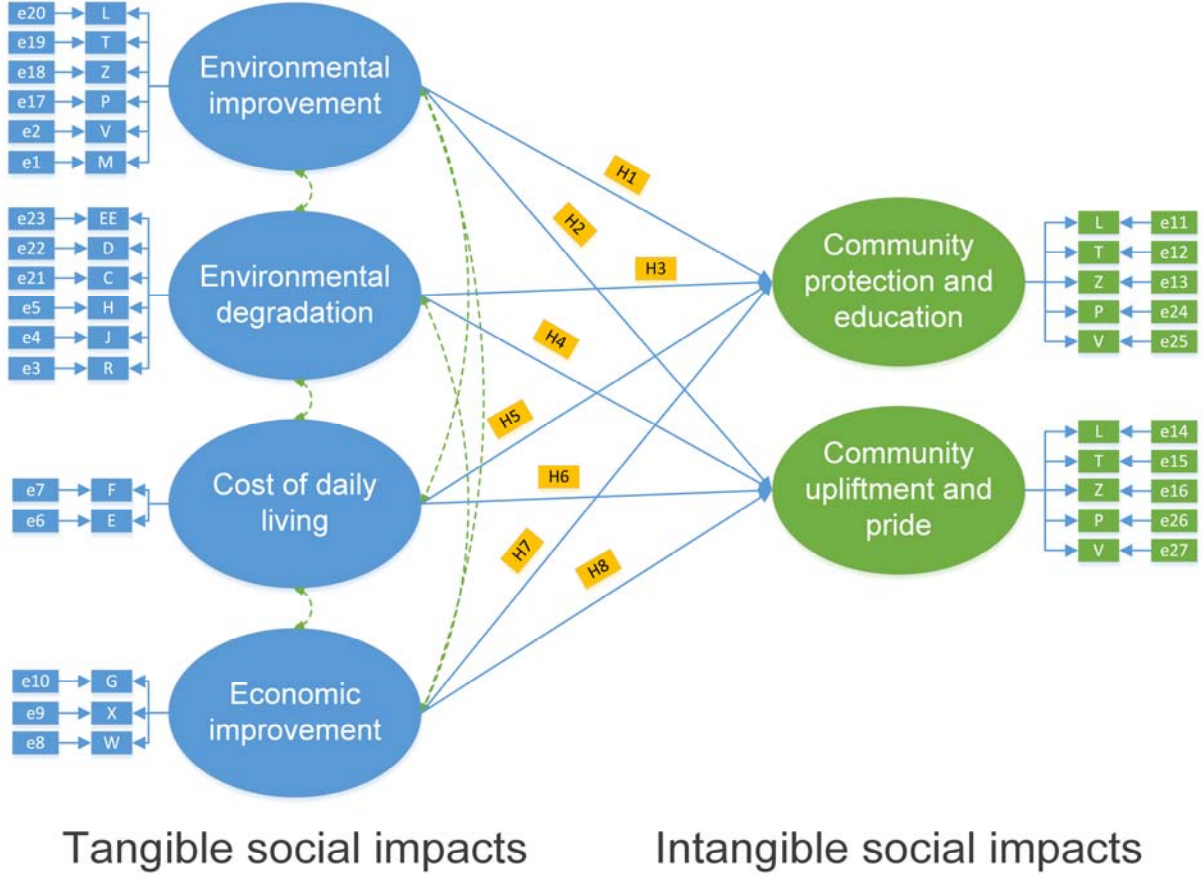 e20 L
e19 T
e18 Z
e17 P
e2 V
e1 M
Environmental
improvement
e23 EE
e22 D
e21 C
e5 H
e4 J
e3 R
Environmental
degradation
e7 F
e6 E
Cost of daily
living
e10 G
e9 X
e8 W
Economic
improvement
H1
H2
H3
H4
H5
H6
H7
H8
Community
protection and
education
L e11
T e12
Z e13
P e24
V e25
Community
upliftment and
pride
L e14
T e15
Z e16
P e26
V e27
Tangible social impacts
Intangible social impacts